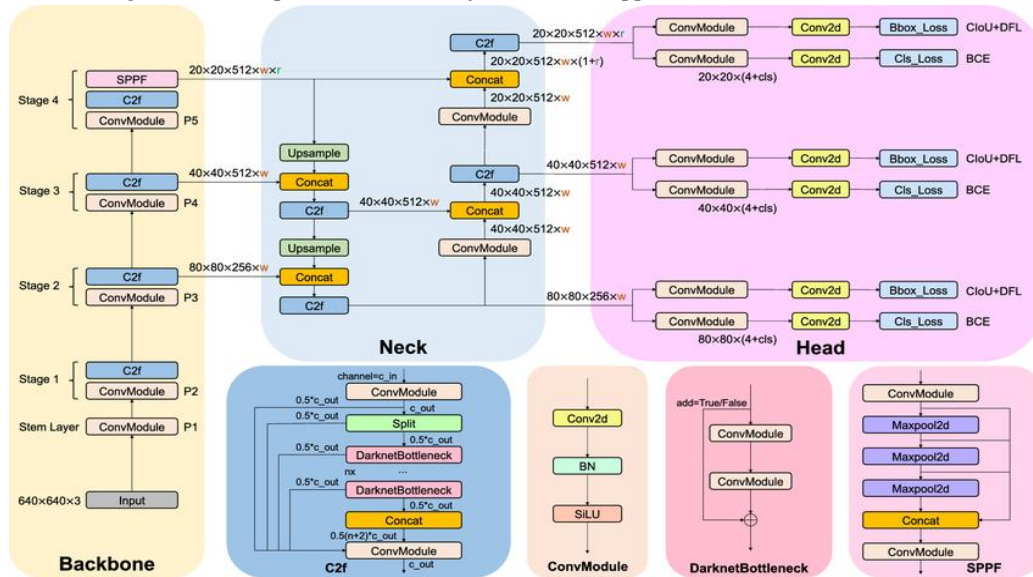 Stage 4
SPPF
C2f
ConvModule
P5
Stage 3
C2f
ConvModule
P4
Stage 2
C2f
ConvModule
P3
Stage 1
C2f
ConvModule
P2
Stem Layer
ConvModule
P1
640×640×3
Input
Backbone
20×20×512×w×r
Upsample
40×40×512×w
Concat
C2f
Upsample
80×80×256×w
Concat
C2f
20×20×512×w×r
C2f
20×20×512×w×(1+r)
Concat
20×20×512×w
ConvModule
C2f
40×40×512×w
40×40×512×w
40×40×512×w
Concat
40×40×512×w
ConvModule
80×80×256×w
Neck
ConvModule
Conv2d
Bbox_Loss
CIoU+DFL
ConvModule
Conv2d
Cls_Loss
BCE
20×20×(4+cls)
ConvModule
Conv2d
Bbox_Loss
CIoU+DFL
ConvModule
Conv2d
Cls_Loss
BCE
40×40×(4+cls)
ConvModule
Conv2d
Bbox_Loss
CIoU+DFL
ConvModule
Conv2d
Cls_Loss
BCE
80×80×(4+cls)
Head
channel=c_in
ConvModule
0.5*c_out
c_out
0.5*c_out
Split
0.5*c_out
0.5*c_out
DarknetBottleneck
nx
...
DarknetBottleneck
0.5*c_out
0.5*c_out
Concat
0.5(n+2)*c_out
ConvModule
C2f
c_out
Conv2d
BN
SiLU
ConvModule
add=True/False
ConvModule
ConvModule
DarknetBottleneck
ConvModule
Maxpool2d
Maxpool2d
Maxpool2d
Concat
ConvModule
SPPF